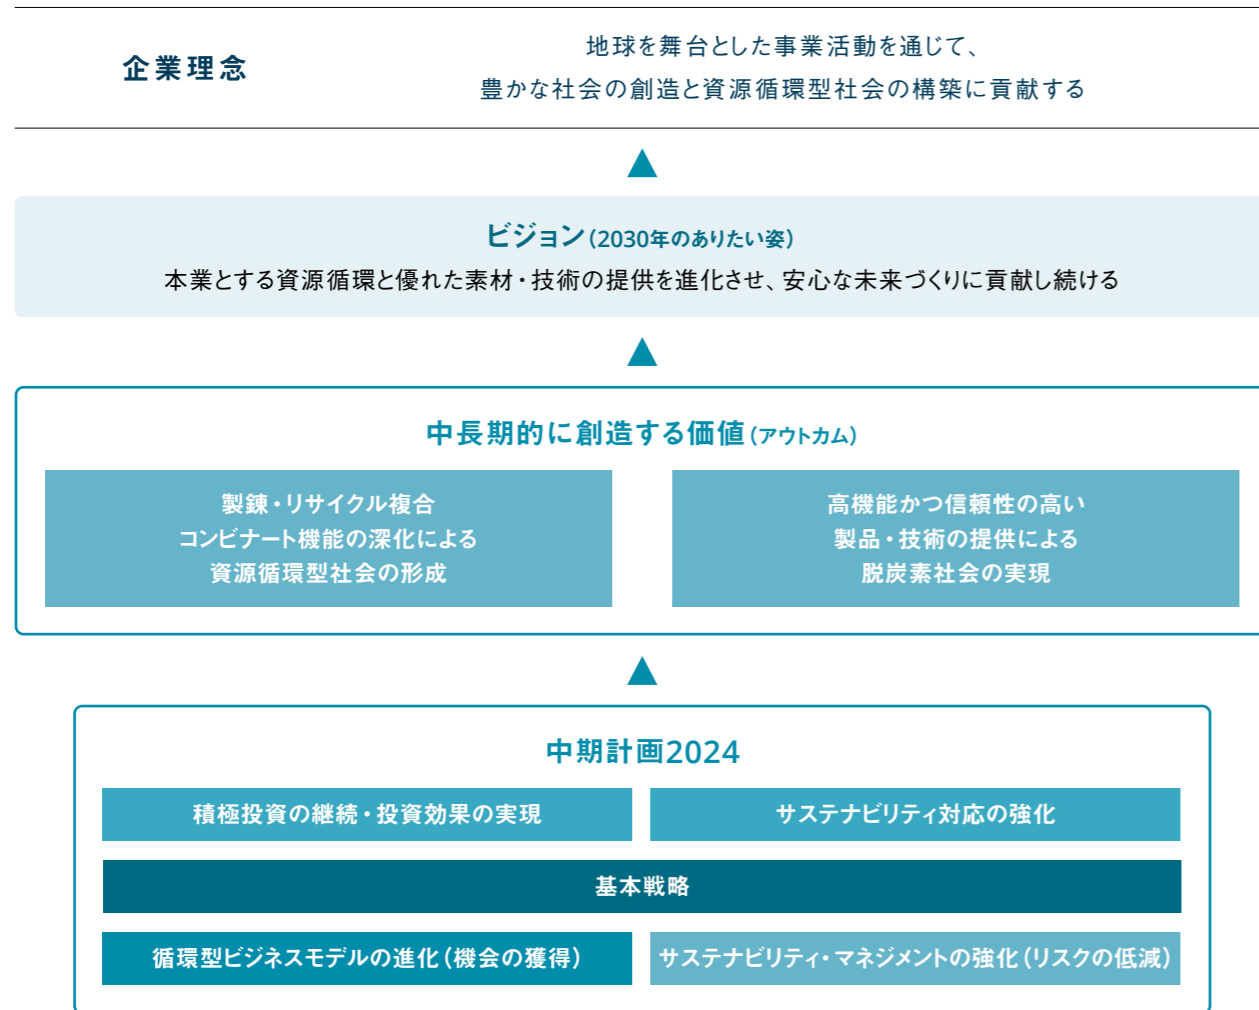 企業理念
地球を舞台とした事業活動を通じて、
豊かな社会の創造と資源循環型社会の構築に貢献する
ビジョン(2030年のありたい姿)
本業とする資源循環と優れた素材・技術の提供を進化させ、安心な未来づくりに貢献し続ける
中長期的に創造する価値(アウトカム)
製錬・リサイクル複合
コンビナート機能の深化による
資源循環型社会の形成
高機能かつ信頼性の高い
製品・技術の提供による
脱炭素社会の実現
中期計画2024
積極投資の継続・投資効果の実現
サステナビリティ対応の強化
基本戦略
循環型ビジネスモデルの進化(機会の獲得)
サステナビリティ・マネジメントの強化(リスクの低減)